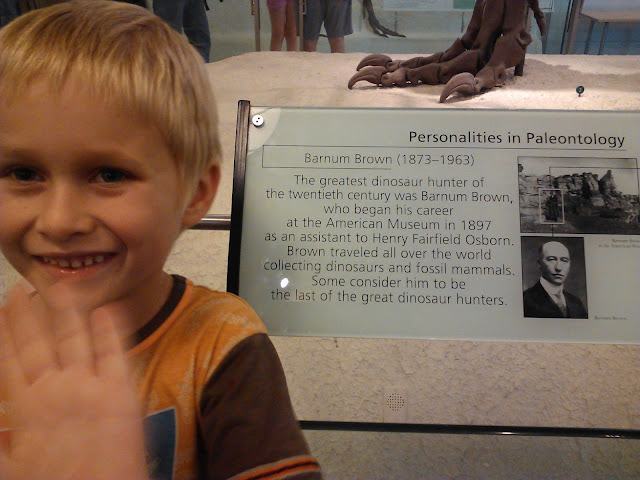 Personalities in Paleontology
Barnum Brown (1873–1963)
The greatest dinosaur hunter of
the twentieth century was Barnum Brown,
who began his career
at the American Museum in 1897
as an assistant to Henry Fairfield Osborn.
Brown traveled all over the world
collecting dinosaurs and fossil mammals.
Some consider him to be
the last of the great dinosaur hunters.
Barnum Brown